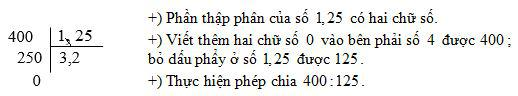 400 1,25
250 3,2
0
+) Phần thập phân của số 1,25 có hai chữ số.
+) Viết thêm hai chữ số 0 vào bên phải số 4 được 400;
bỏ dấu phẩy ở số 1,25 được 125.
+) Thực hiện phép chia 400:125.